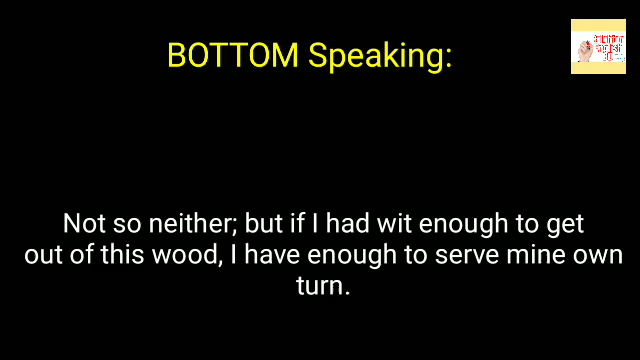 BOTTOM Speaking:
Not so neither; but if I had wit enough to get
out of this wood, I have enough to serve mine own
turn.